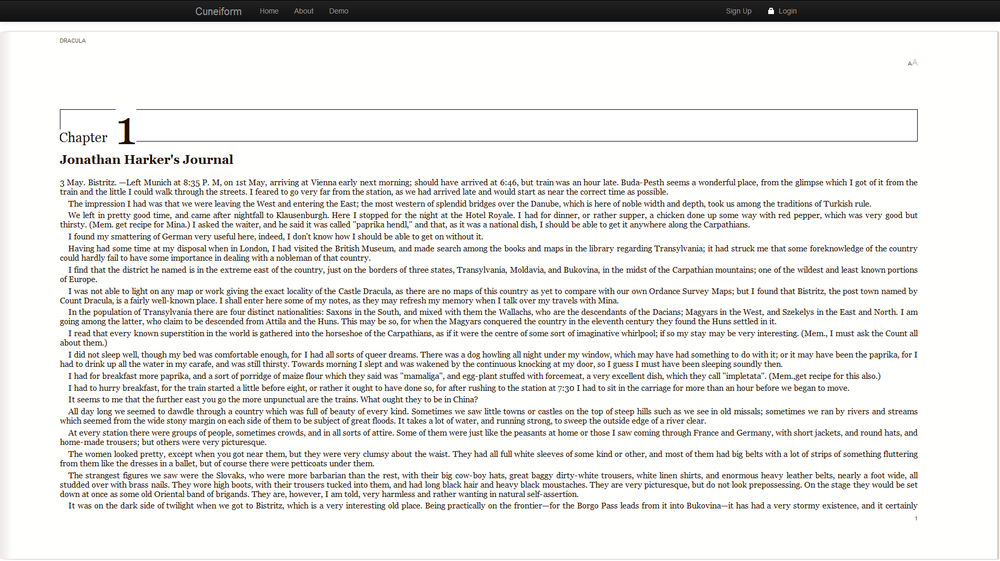 Cuneiform Home About Demo Sign Up Login
DRACULA
AA
Chapter 1
Jonathan Harker's Journal
3 May. Bistritz. —Left Munich at 8:35 P. M, on 1st May, arriving at Vienna early next morning; should have arrived at 6:46, but train was an hour late. Buda-Pesth seems a wonderful place, from the glimpse which I got of it from the
train and the little I could walk through the streets. I feared to go very far from the station, as we had arrived late and would start as near the correct time as possible.
The impression I had was that we were leaving the West and entering the East; the most western of splendid bridges over the Danube, which is here of noble width and depth, took us among the traditions of Turkish rule.
We left in pretty good time, and came after nightfall to Klausenburgh. Here I stopped for the night at the Hotel Royale. I had for dinner, or rather supper, a chicken done up some way with red pepper, which was very good but
thirsty. (Mem. get recipe for Mina.) I asked the waiter, and he said it was called "paprika hendl," and that, as it was a national dish, I should be able to get it anywhere along the Carpathians.
I found my smattering of German very useful here, indeed, I don't know how I should be able to get on without it.
Having had some time at my disposal when in London, I had visited the British Museum, and made search among the books and maps in the library regarding Transylvania; it had struck me that some foreknowledge of the country
could hardly fail to have some importance in dealing with a nobleman of that country.
I find that the district he named is in the extreme east of the country, just on the borders of three states, Transylvania, Moldavia, and Bukovina, in the midst of the Carpathian mountains; one of the wildest and least known portions
of Europe.
I was not able to light on any map or work giving the exact locality of the Castle Dracula, as there are no maps of this country as yet to compare with our own Ordance Survey Maps; but I found that Bistritz, the post town named by
Count Dracula, is a fairly well-known place. I shall enter here some of my notes, as they may refresh my memory when I talk over my travels with Mina.
In the population of Transylvania there are four distinct nationalities: Saxons in the South, and mixed with them the Wallachs, who are the descendants of the Dacians; Magyars in the West, and Szekelys in the East and North. I am
going among the latter, who claim to be descended from Attila and the Huns. This may be so, for when the Magyars conquered the country in the eleventh century they found the Huns settled in it.
I read that every known superstition in the world is gathered into the horseshoe of the Carpathians, as if it were the centre of some sort of imaginative whirlpool; if so my stay may be very interesting. (Mem., I must ask the Count all
about them.)
I did not sleep well, though my bed was comfortable enough, for I had all sorts of queer dreams. There was a dog howling all night under my window, which may have had something to do with it; or it may have been the paprika, for I
had to drink up all the water in my carafe, and was still thirsty. Towards morning I slept and was wakened by the continuous knocking at my door, so I guess I must have been sleeping soundly then.
I had for breakfast more paprika, and a sort of porridge of maize flour which they said was "mamaliga", and egg-plant stuffed with forcemeat, a very excellent dish, which they call "impletata". (Mem.,get recipe for this also.)
I had to hurry breakfast, for the train started a little before eight, or rather it ought to have done so, for after rushing to the station at 7:30 I had to sit in the carriage for more than an hour before we began to move.
It seems to me that the further east you go the more unpunctual are the trains. What ought they to be in China?
All day long we seemed to dawdle through a country which was full of beauty of every kind. Sometimes we saw little towns or castles on the top of steep hills such as we see in old missals; sometimes we ran by rivers and streams
which seemed from the wide stony margin on each side of them to be subject of great floods. It takes a lot of water, and running strong, to sweep the outside edge of a river clear.
At every station there were groups of people, sometimes crowds, and in all sorts of attire. Some of them were just like the peasants at home or those I saw coming through France and Germany, with short jackets, and round hats, and
home-made trousers; but others were very picturesque.
The women looked pretty, except when you got near them, but they were very clumsy about the waist. They had all full white sleeves of some kind or other, and most of them had big belts with a lot of strips of something fluttering
from them like the dresses in a ballet, but of course there were petticoats under them.
The strangest figures we saw were the Slovaks, who were more barbarian than the rest, with their big cow-boy hats, great baggy dirty-white trousers, white linen shirts, and enormous heavy leather belts, nearly a foot wide, all
studded over with brass nails. They wore high boots, with their trousers tucked into them, and had long black hair and heavy black moustaches. They are very picturesque, but do not look prepossessing. On the stage they would be set
down at once as some old Oriental band of brigands. They are, however, I am told, very harmless and rather wanting in natural self-assertion.
It was on the dark side of twilight when we got to Bistritz, which is a very interesting old place. Being practically on the frontier—for the Borgo Pass leads from it into Bukovina—it has had a very stormy existence, and it certainly
1